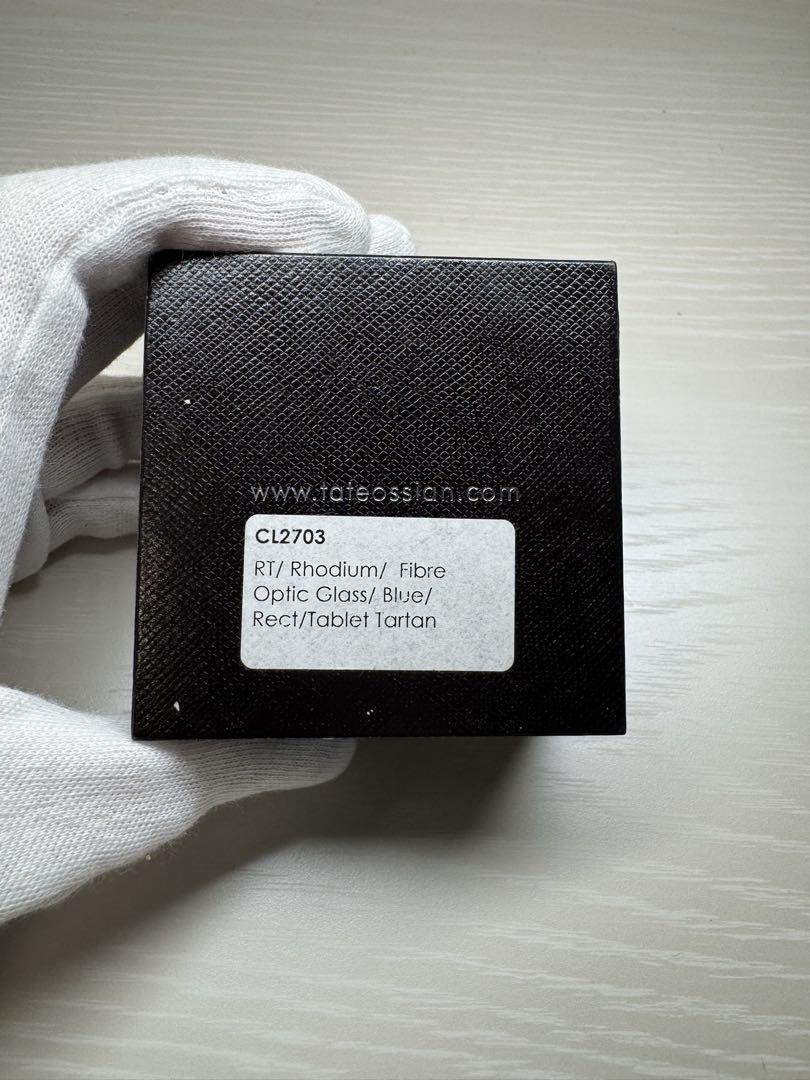 www.tateossian.com
CL2703
RT/ Rhodium/ Fibre
Optic Glass/ Blue/
Rect/Tablet Tartan